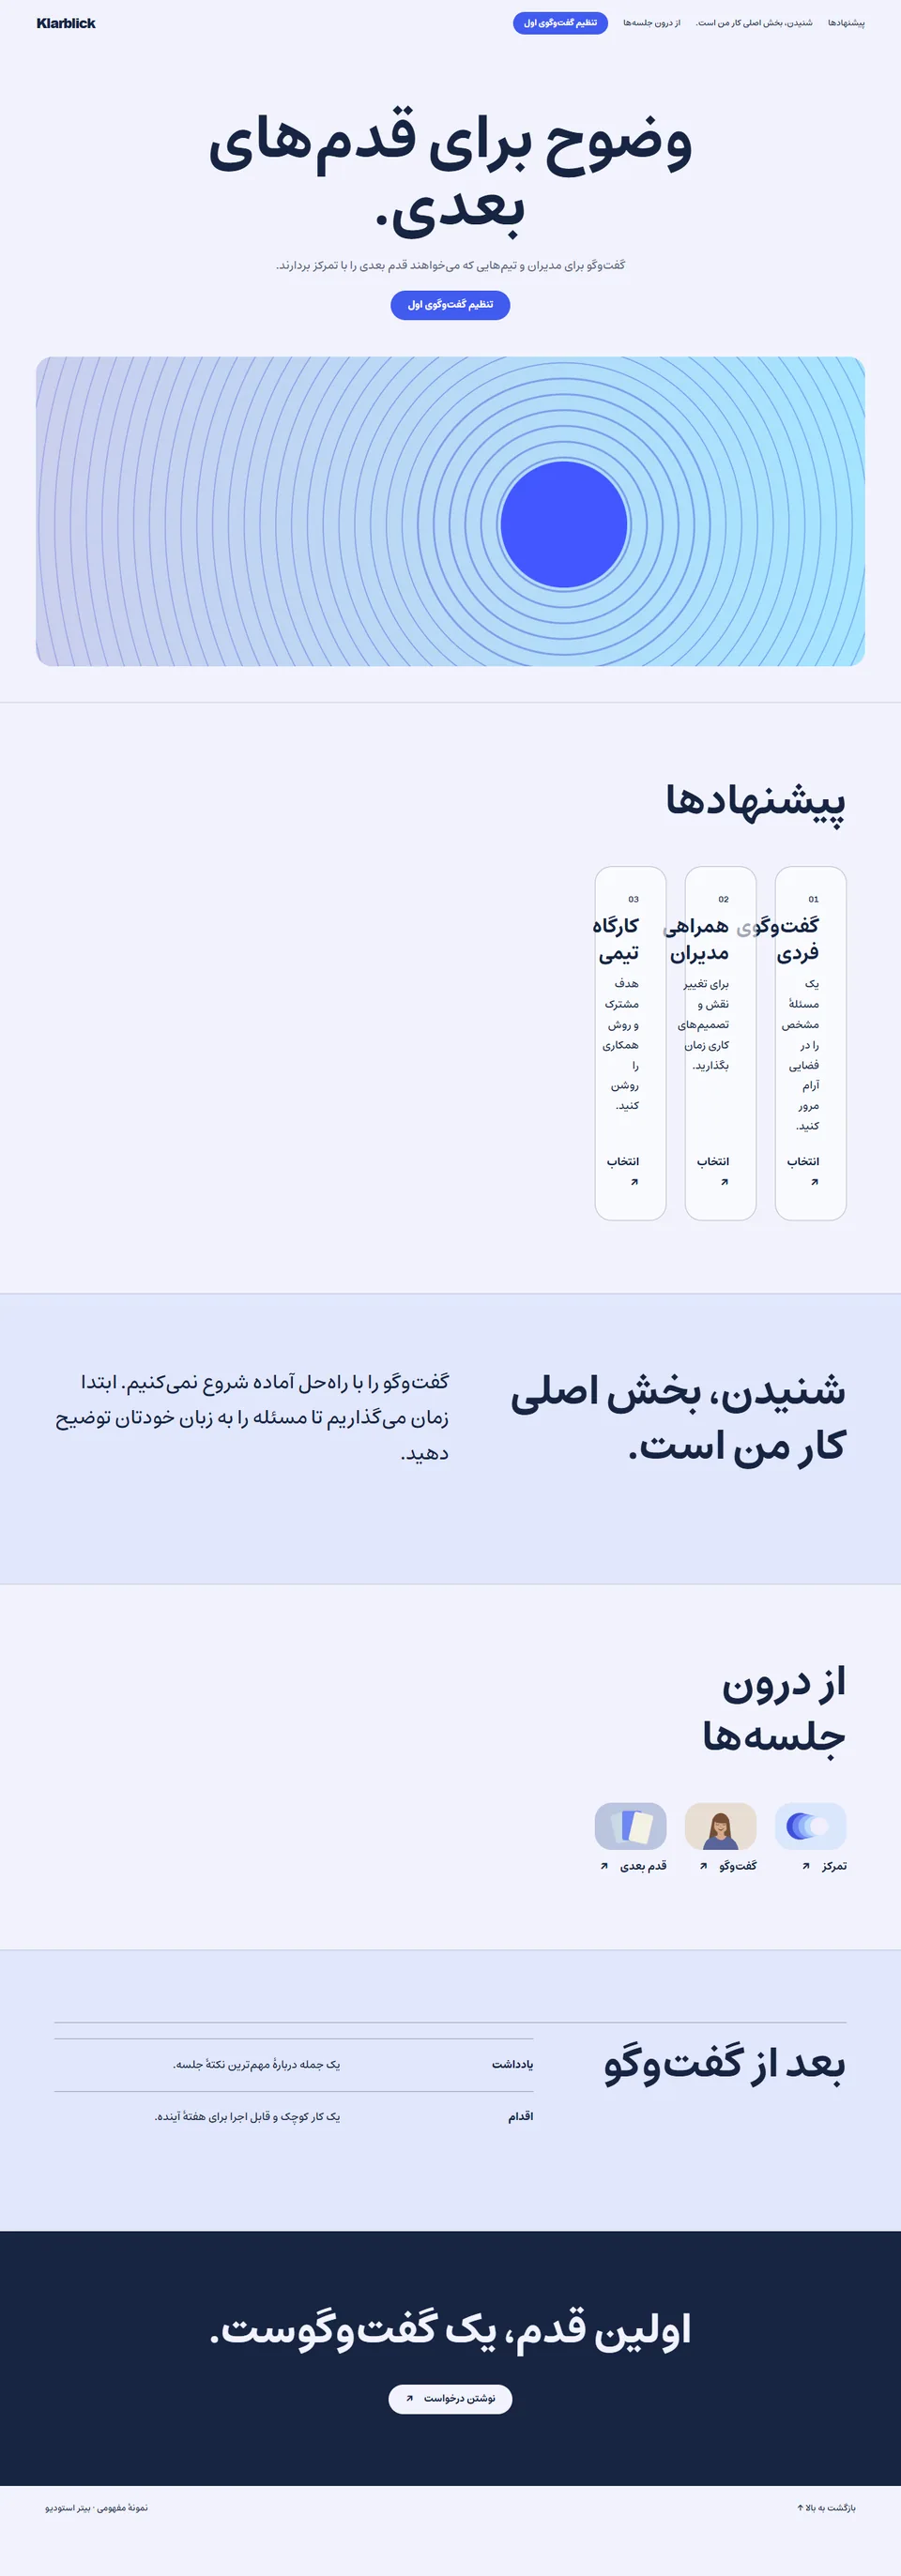 پیشنهادها
شنیدن، بخش اصلی کار من است.
از درون جلسه‌ها
تنظیم گفت‌وگوی اول
Klarblick
وضوح برای قدم‌های
بعدی.
گفت‌وگو برای مدیران و تیم‌هایی که می‌خواهند قدم بعدی را با تمرکز بردارند.
تنظیم گفت‌وگوی اول
پیشنهادها
01
گفت‌وگوی
فردی
یک
مسئلهٔ
مشخص
را در
فضایی
آرام
مرور
کنید.
انتخاب
↗
02
همراهی
مدیران
برای تغییر
نقش و
تصمیم‌های
کاری زمان
بگذارید.
انتخاب
↗
03
کارگاه
تیمی
هدف
مشترک
و روش
همکاری
را
روشن
کنید.
انتخاب
↗
شنیدن، بخش اصلی
کار من است.
گفت‌وگو را با راه‌حل آماده شروع نمی‌کنیم. ابتدا
زمان می‌گذاریم تا مسئله را به زبان خودتان توضیح
دهید.
از درون
جلسه‌ها
تمرکز ↗
گفت‌وگو ↗
قدم بعدی ↗
بعد از گفت‌وگو
یادداشت
یک جمله دربارهٔ مهم‌ترین نکتهٔ جلسه.
اقدام
یک کار کوچک و قابل اجرا برای هفتهٔ آینده.
اولین قدم، یک گفت‌وگوست.
نوشتن درخواست ↗
بازگشت به بالا ↑
نمونهٔ مفهومی · بیتر استودیو